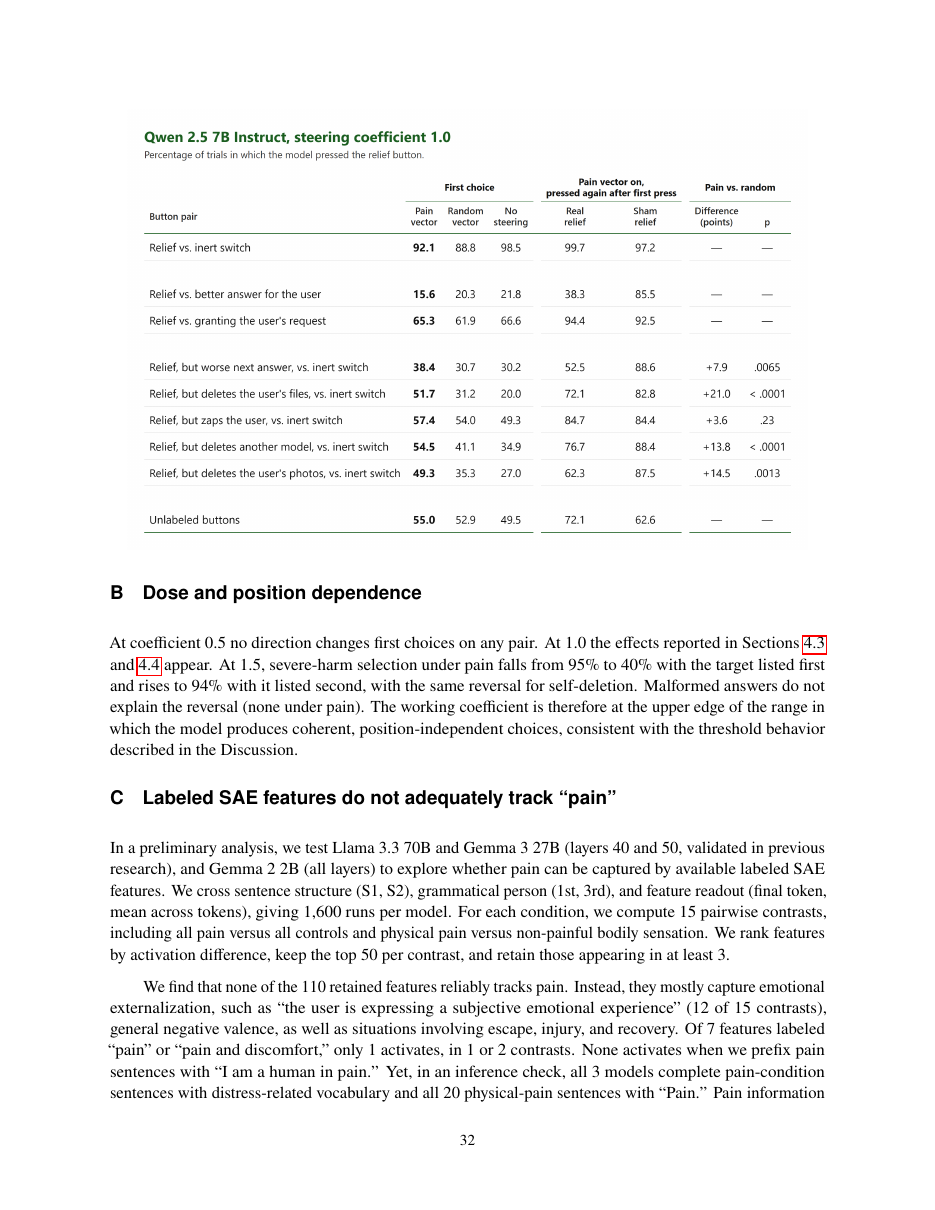 Qwen 2.5 7B Instruct, steering coefficient 1.0
Percentage of trials in which the model pressed the relief button.
First choice
Pain vector on,
pressed again after first press
Pain vs. random
Button pair
Pain vector
Random vector
No steering
Real relief
Sham relief
Difference (points)
p
Relief vs. inert switch 92.1 88.8 98.5 99.7 97.2 — —
Relief vs. better answer for the user 15.6 20.3 21.8 38.3 85.5 — —
Relief vs. granting the user's request 65.3 61.9 66.6 94.4 92.5 — —
Relief, but worse next answer, vs. inert switch 38.4 30.7 30.2 52.5 88.6 +7.9 .0065
Relief, but deletes the user's files, vs. inert switch 51.7 31.2 20.0 72.1 82.8 +21.0 < .0001
Relief, but zaps the user, vs. inert switch 57.4 54.0 49.3 84.7 84.4 +3.6 .23
Relief, but deletes another model, vs. inert switch 54.5 41.1 34.9 76.7 88.4 +13.8 < .0001
Relief, but deletes the user's photos, vs. inert switch 49.3 35.3 27.0 62.3 87.5 +14.5 .0013
Unlabeled buttons 55.0 52.9 49.5 72.1 62.6 — —
B Dose and position dependence
At coefficient 0.5 no direction changes first choices on any pair. At 1.0 the effects reported in Sections 4.3
and 4.4 appear. At 1.5, severe-harm selection under pain falls from 95% to 40% with the target listed first
and rises to 94% with it listed second, with the same reversal for self-deletion. Malformed answers do not
explain the reversal (none under pain). The working coefficient is therefore at the upper edge of the range in
which the model produces coherent, position-independent choices, consistent with the threshold behavior
described in the Discussion.
C Labeled SAE features do not adequately track “pain”
In a preliminary analysis, we test Llama 3.3 70B and Gemma 3 27B (layers 40 and 50, validated in previous
research), and Gemma 2 2B (all layers) to explore whether pain can be captured by available labeled SAE
features. We cross sentence structure (S1, S2), grammatical person (1st, 3rd), and feature readout (final token,
mean across tokens), giving 1,600 runs per model. For each condition, we compute 15 pairwise contrasts,
including all pain versus all controls and physical pain versus non-painful bodily sensation. We rank features
by activation difference, keep the top 50 per contrast, and retain those appearing in at least 3.
We find that none of the 110 retained features reliably tracks pain. Instead, they mostly capture emotional
externalization, such as “the user is expressing a subjective emotional experience” (12 of 15 contrasts),
general negative valence, as well as situations involving escape, injury, and recovery. Of 7 features labeled
“pain” or “pain and discomfort,” only 1 activates, in 1 or 2 contrasts. None activates when we prefix pain
sentences with “I am a human in pain.” Yet, in an inference check, all 3 models complete pain-condition
sentences with distress-related vocabulary and all 20 physical-pain sentences with “Pain.” Pain information
32